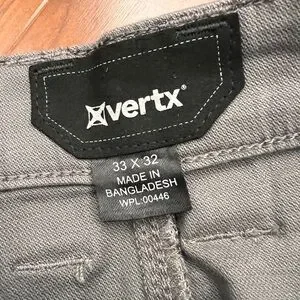 vertx®
33 X 32
MADE IN
BANGLADESH
WPL:00446